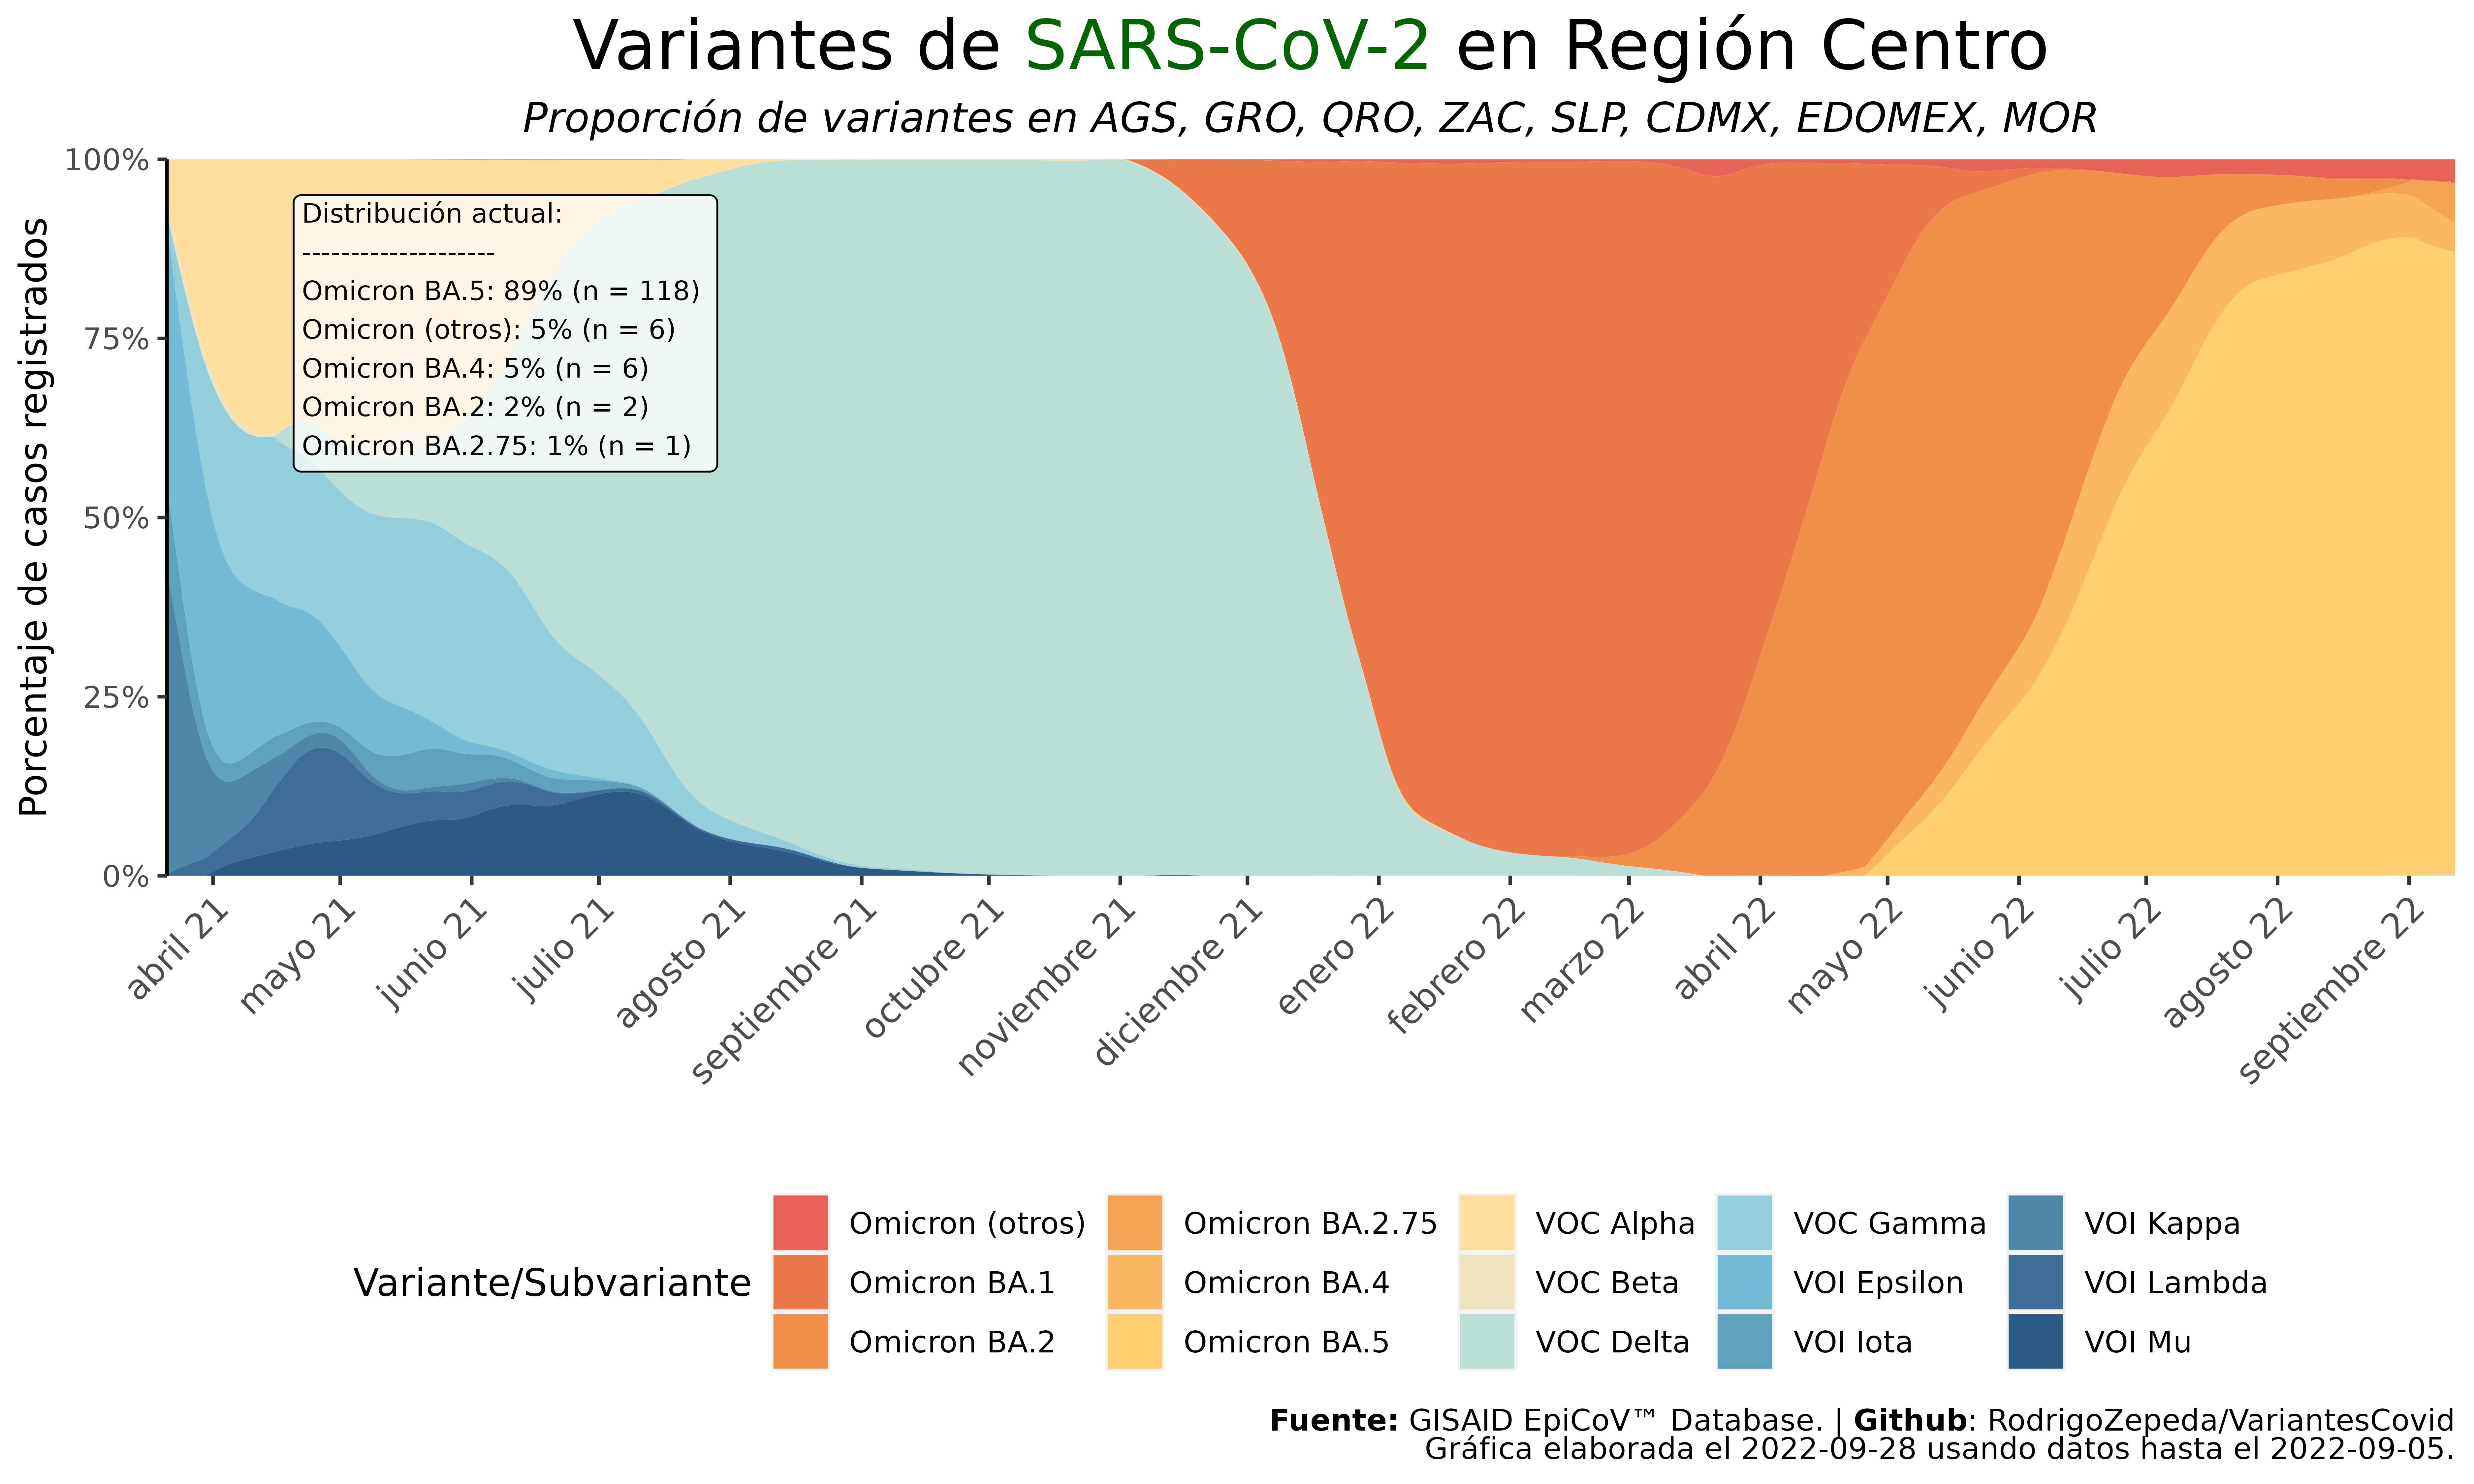 Variantes de SARS-CoV-2 en Región Centro
Proporción de variantes en AGS, GRO, QRO, ZAC, SLP, CDMX, EDOMEX, MOR
Porcentaje de casos registrados
100%
75%
50%
25%
0%
Distribución actual:
---------------------
Omicron BA.5: 89% (n = 118)
Omicron (otros): 5% (n = 6)
Omicron BA.4: 5% (n = 6)
Omicron BA.2: 2% (n = 2)
Omicron BA.2.75: 1% (n = 1)
abril 21
mayo 21
junio 21
julio 21
agosto 21
septiembre 21
octubre 21
noviembre 21
diciembre 21
enero 22
febrero 22
marzo 22
abril 22
mayo 22
junio 22
julio 22
agosto 22
septiembre 22
Variante/Subvariante
Omicron (otros)
Omicron BA.1
Omicron BA.2
Omicron BA.2.75
Omicron BA.4
Omicron BA.5
VOC Alpha
VOC Beta
VOC Delta
VOC Gamma
VOI Epsilon
VOI Iota
VOI Kappa
VOI Lambda
VOI Mu
Fuente: GISAID EpiCoV™ Database. | Github: RodrigoZepeda/VariantesCovid
Gráfica elaborada el 2022-09-28 usando datos hasta el 2022-09-05.